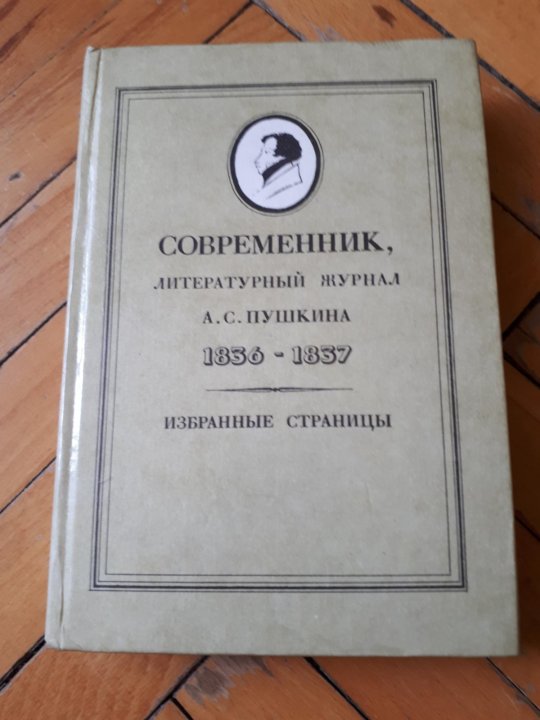 СОВРЕМЕННИК,
ЛИТЕРАТУРНЫЙ ЖУРНАЛ
А.С. ПУШКИНА
1836 - 1837
ИЗБРАННЫЕ СТРАНИЦЫ